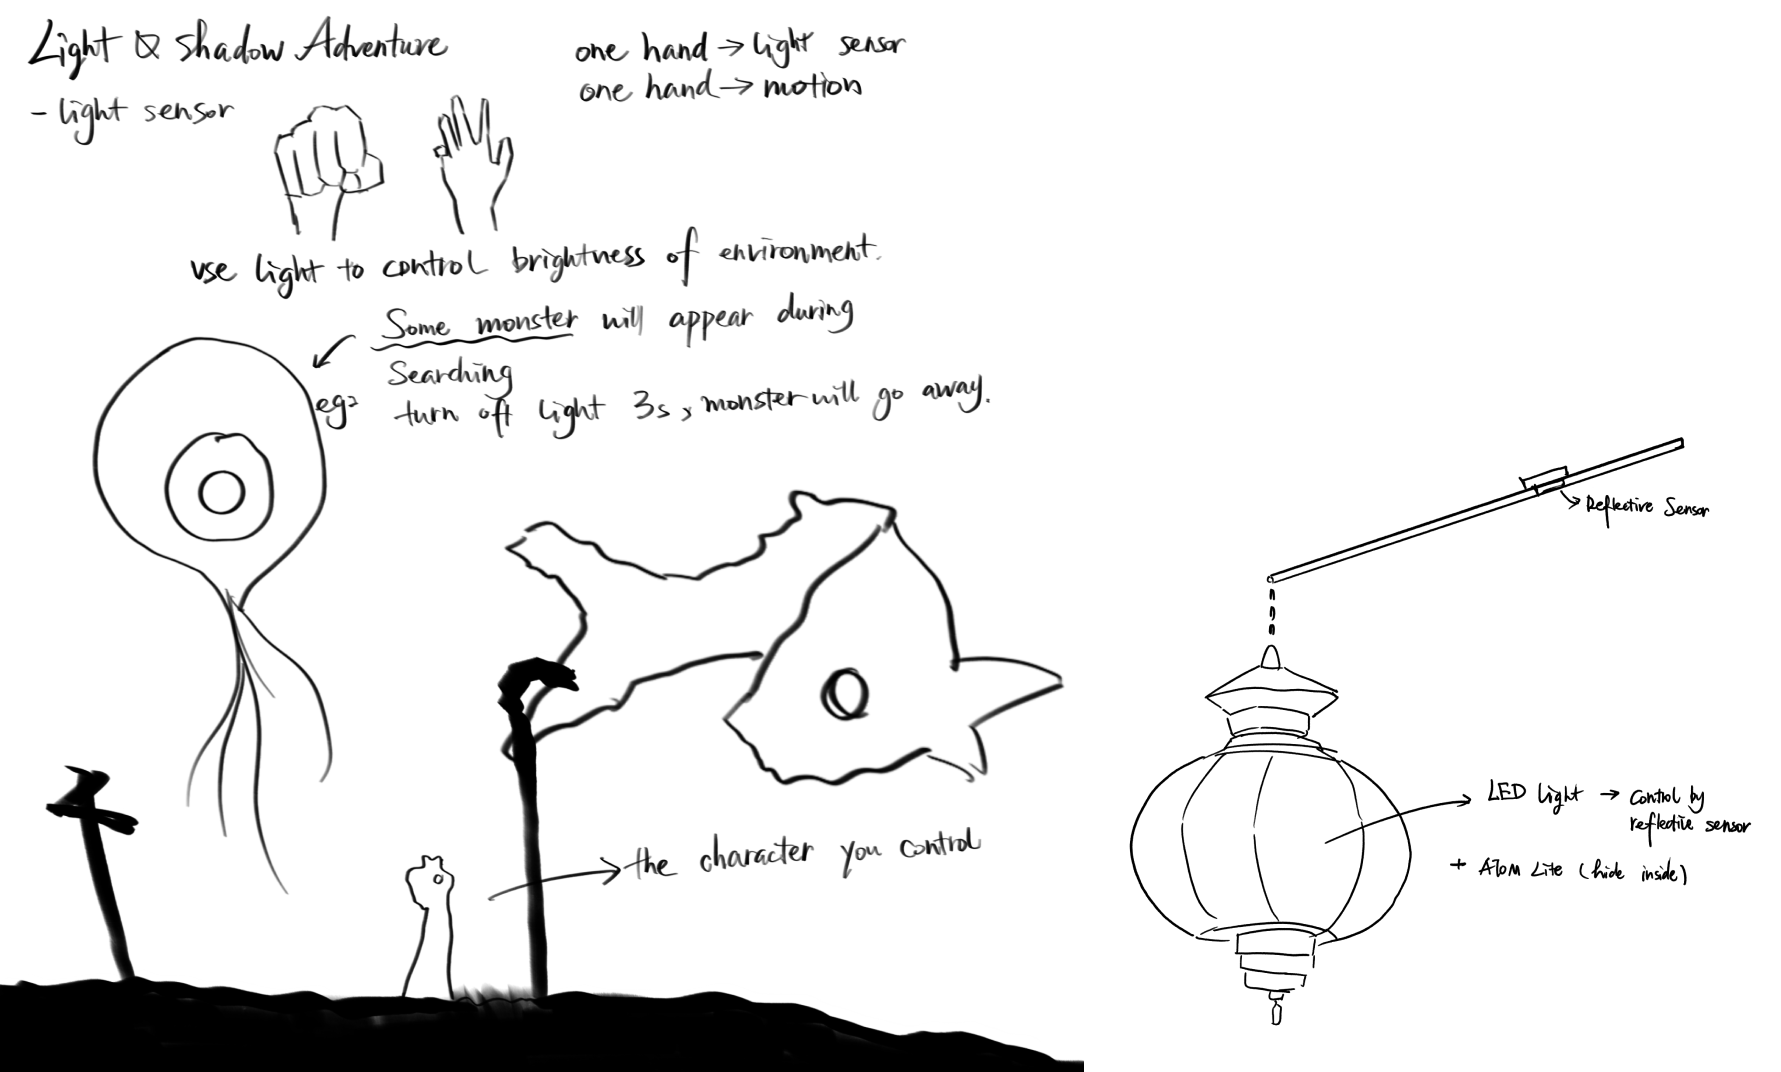 Light & Shadow Adventure
- light sensor
one hand → light sensor
one hand → motion
use light to control brightness of environment.
Some monster will appear during
Searching
eg: turn off light 3s, monster will go away.
the character you control
Reflective Sensor
LED light → control by
reflective sensor
+ Atom Lite (hide inside)